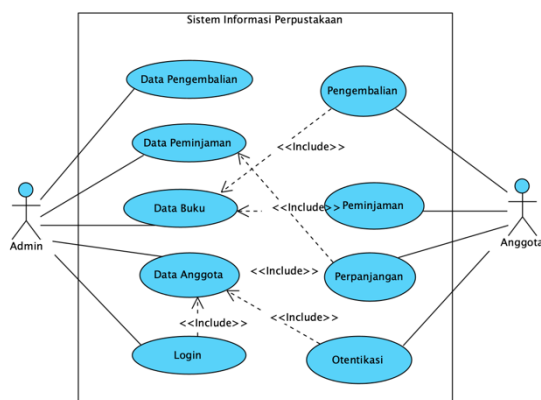 Sistem Informasi Perpustakaan
Data Pengembalian
Pengembalian
Data Peminjaman
<<Include>>
Data Buku
<<Include>>
Peminjaman
Admin
Anggota
Data Anggota
<<Include>>
Perpanjangan
<<Include>>
<<Include>>
Login
Otentikasi